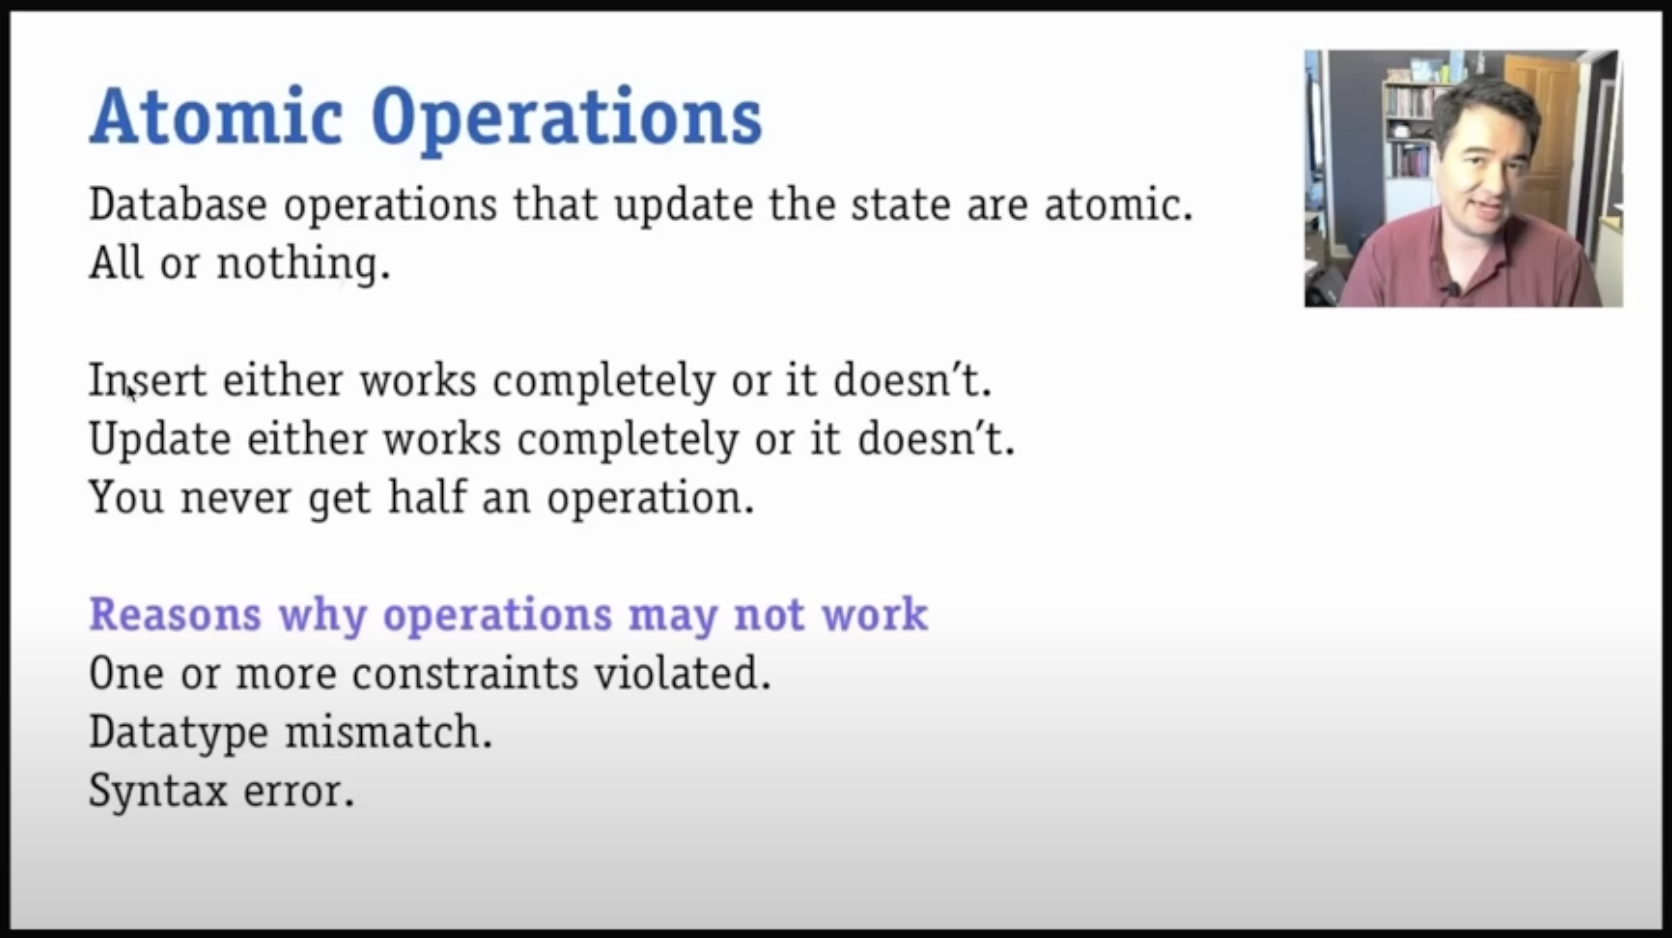 Atomic Operations
Database operations that update the state are atomic.
All or nothing.
Insert either works completely or it doesn’t.
Update either works completely or it doesn’t.
You never get half an operation.
Reasons why operations may not work
One or more constraints violated.
Datatype mismatch.
Syntax error.